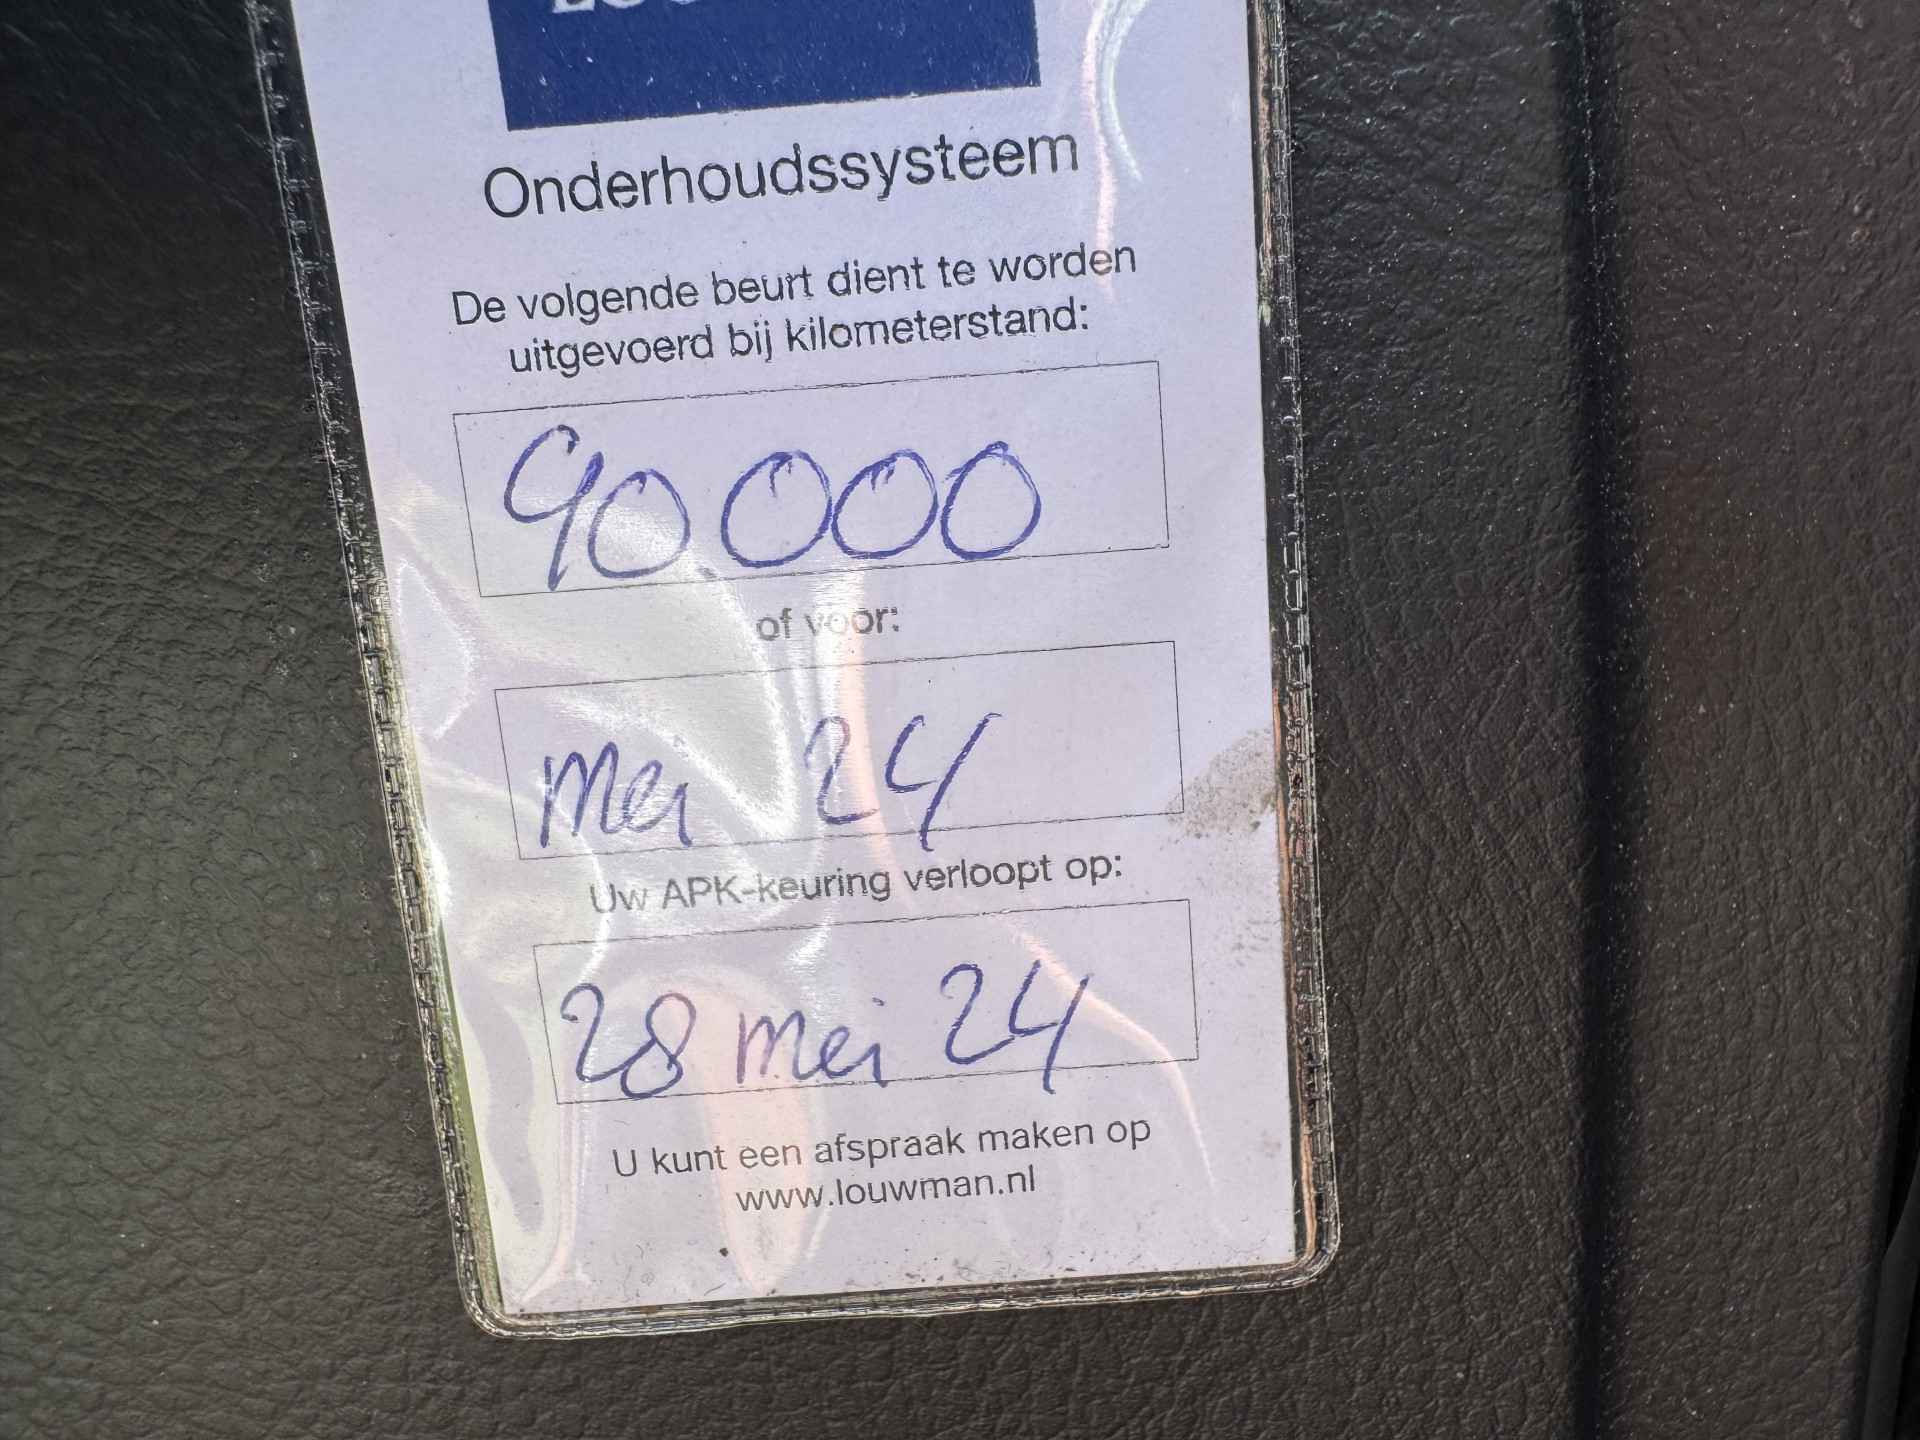 Onderhoudssysteem
De volgende beurt dient te worden
uitgevoerd bij kilometerstand:
90.000
of voor:
mei 24
Uw APK-keuring verloopt op:
28 mei 24
U kunt een afspraak maken op
www.louwman.nl